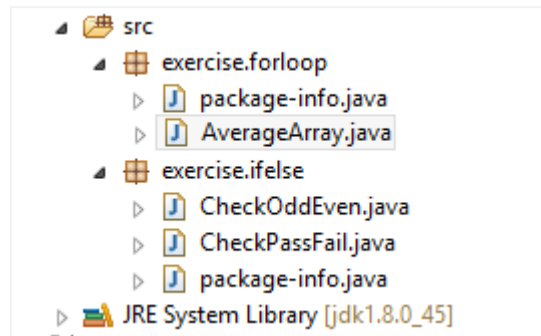 src
exercise.forloop
package-info.java
AverageArray.java
exercise.ifelse
CheckOddEven.java
CheckPassFail.java
package-info.java
JRE System Library [jdk1.8.0_45]